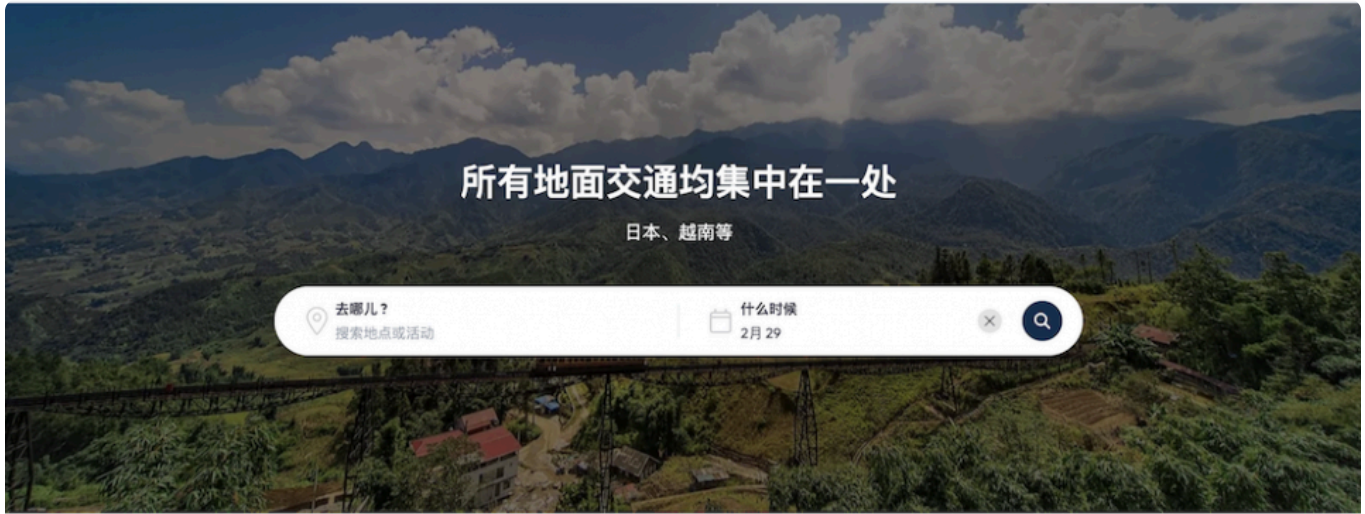 所有地面交通均集中在一处
日本、越南等
去哪儿？
搜索地点或活动
什么时候
2月 29